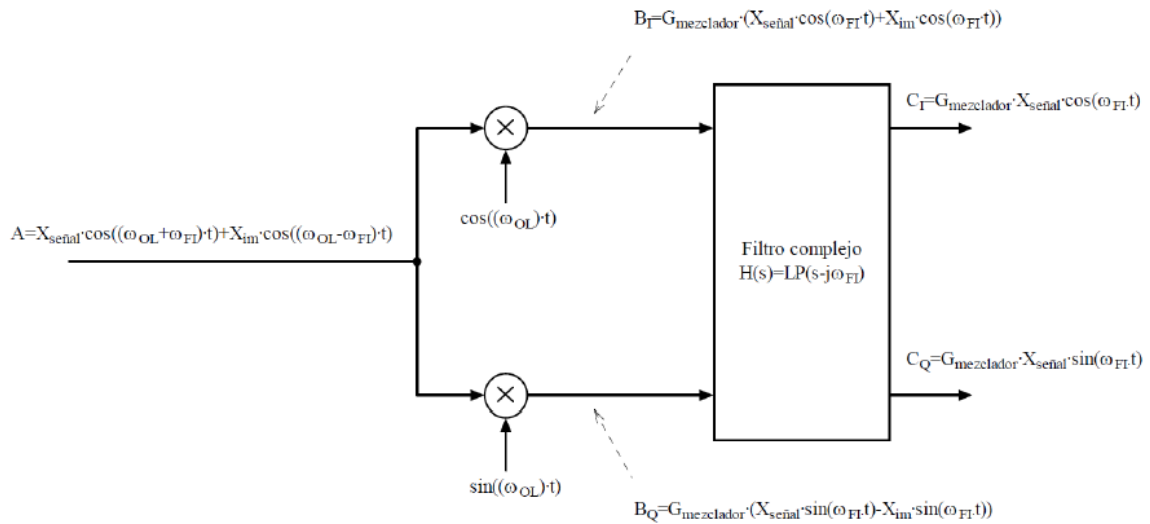 B_I=G_mezclador·(X_señal·cos(ω_FI·t)+X_im·cos(ω_FI·t))
C_I=G_mezclador·X_señal·cos(ω_FI.t)
cos((ω_OL)·t)
A=X_señal·cos((ω_OL+ω_FI)·t)+X_im·cos((ω_OL-ω_FI)·t)
Filtro complejo
H(s)=LP(s-jω_FI)
C_Q=G_mezclador·X_señal·sin(ω_FI.t)
sin((ω_OL)·t)
B_Q=G_mezclador·(X_señal·sin(ω_FI.t)-X_im·sin(ω_FI.t))